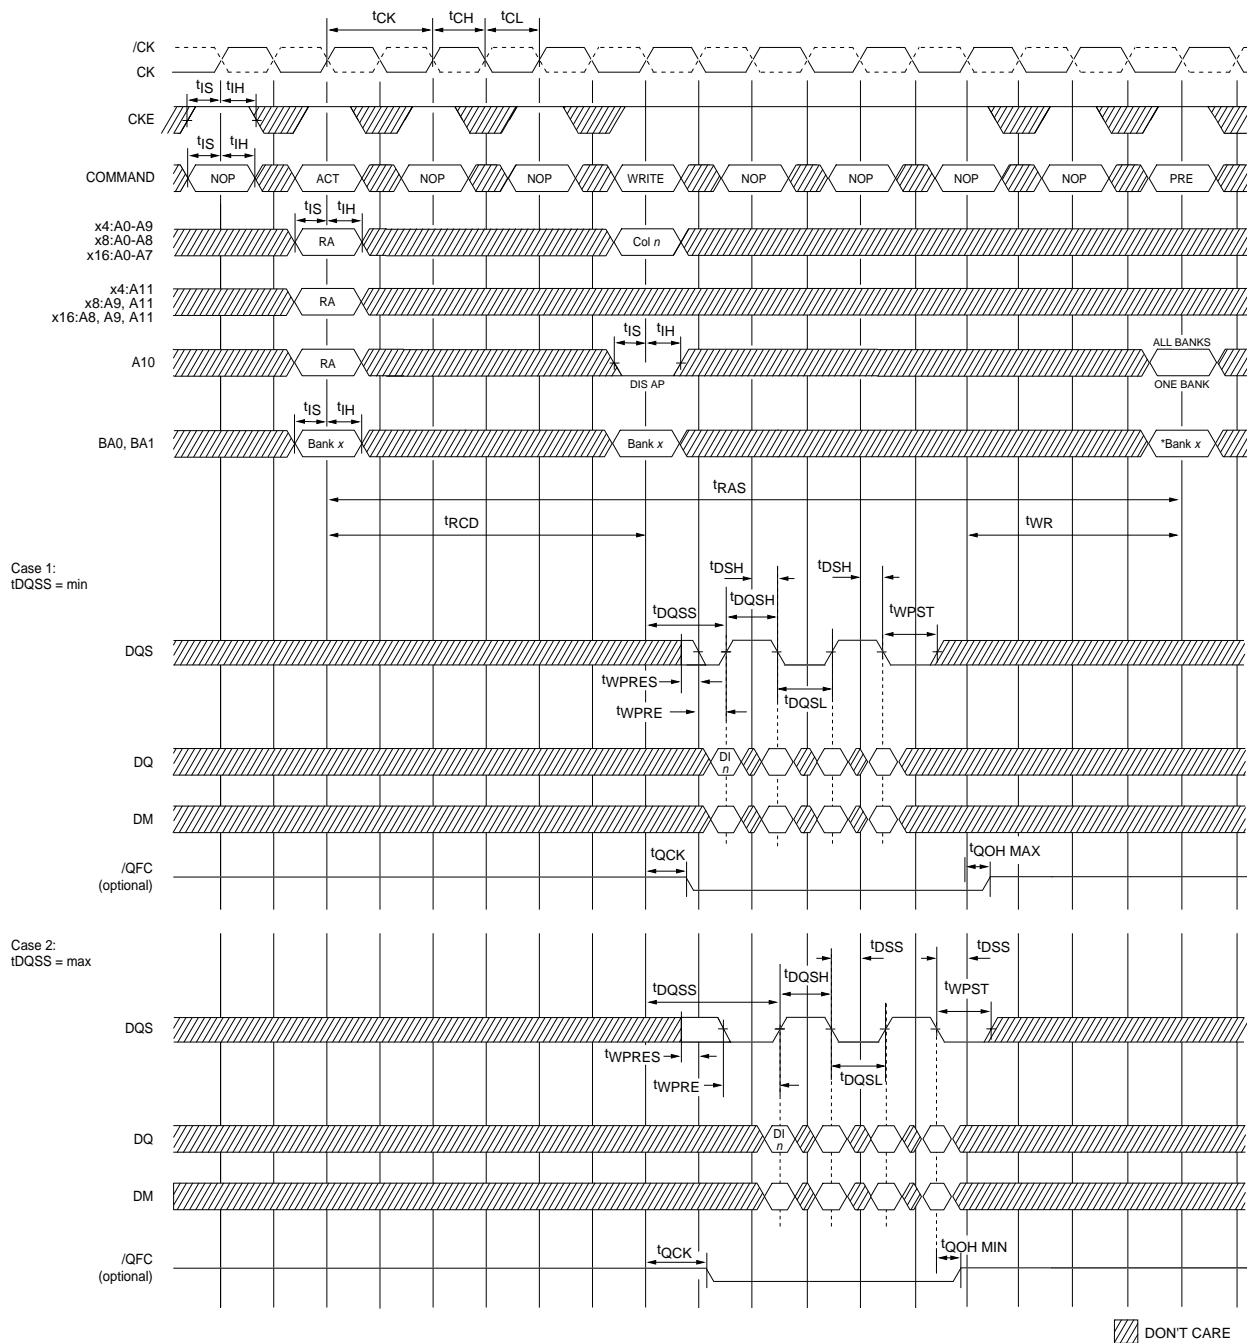 tCK tCH tCL
/CK
CK
tIS tIH
CKE
tIS tIH
COMMAND NOP ACT NOP NOP WRITE NOP NOP NOP NOP PRE
tIS tIH
x4:A0-A9
x8:A0-A8
x16:A0-A7
RA Col n
x4:A11
x8:A9, A11
x16:A8, A9, A11
RA
tIS tIH
ALL BANKS
A10 RA
DIS AP ONE BANK
tIS tIH
BA0, BA1 Bank x Bank x *Bank x
tRAS
tRCD tWR
Case 1:
tDQSS = min
tDSH tDSH
tDQSS tDQSH tWPST
DQS
tWPRES
tDQSL
tWPRE
DQ DI
n
DM
tQCK tQOH MAX
/QFC
(optional)
Case 2:
tDQSS = max
tDSS tDSS
tDQSS tDQSH tWPST
DQS
tWPRES
tWPRE tDQSL
DQ DI
n
DM
tQCK tQOH MIN
/QFC
(optional)
DON'T CARE